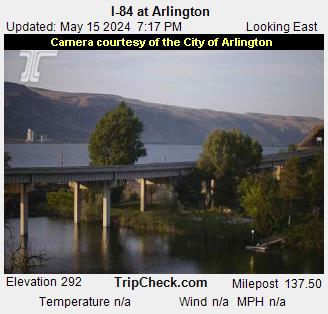 I-84 at Arlington
Updated: May 15 2024 7:17 PM Looking East
Camera courtesy of the City of Arlington
Elevation 292 TripCheck.com Milepost 137.50
Temperature n/a Wind n/a MPH n/a